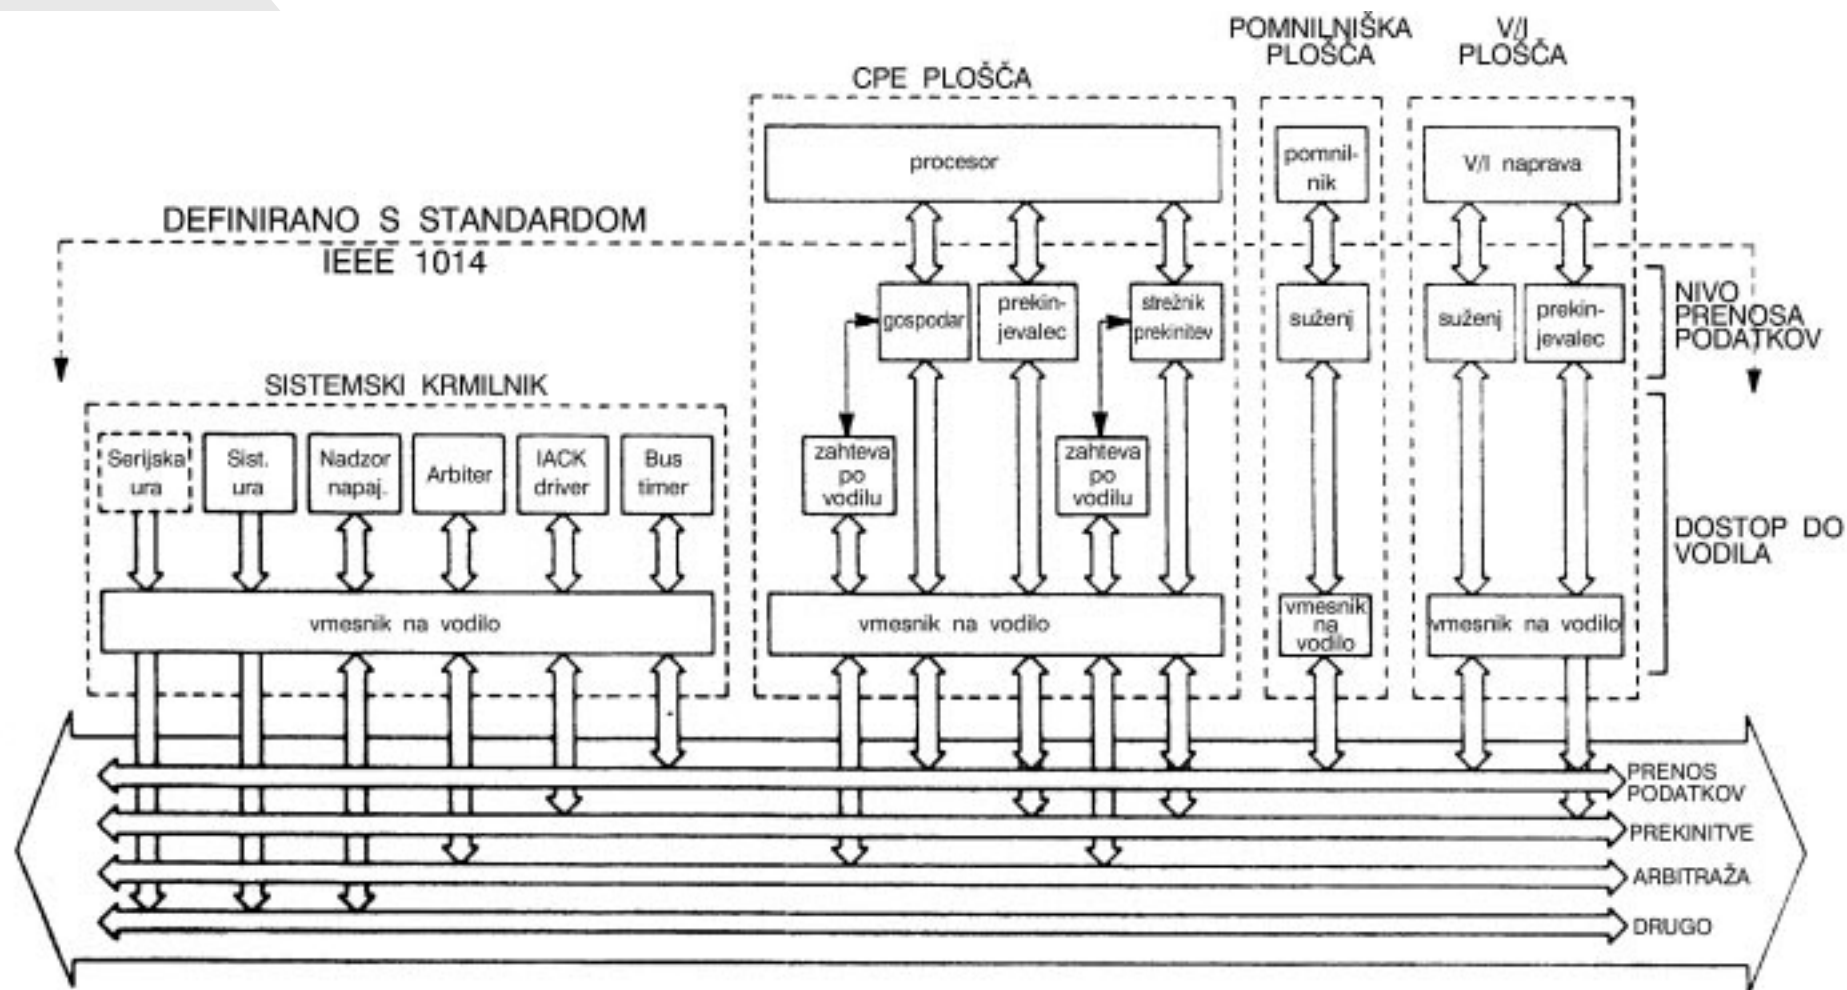 POMNILNIŠKA
PLOŠČA
V/I
PLOŠČA
CPE PLOŠČA
procesor
pomnil-
nik
V/I naprava
DEFINIRANO S STANDARDOM
IEEE 1014
gospodar
prekin-
jevalec
strežnik
prekinitev
suženj
suženj
prekin-
jevalec
NIVO
PRENOSA
PODATKOV
SISTEMSKI KRMILNIK
Serijska
ura
Sist.
ura
Nadzor
napaj.
Arbiter
IACK
driver
Bus
timer
zahteva
po
vodilu
zahteva
po
vodilu
DOSTOP DO
VODILA
vmesnik na vodilo
vmesnik na vodilo
vmesnik
na
vodilo
vmesnik na vodilo
PRENOS
PODATKOV
PREKINITVE
ARBITRAŽA
DRUGO